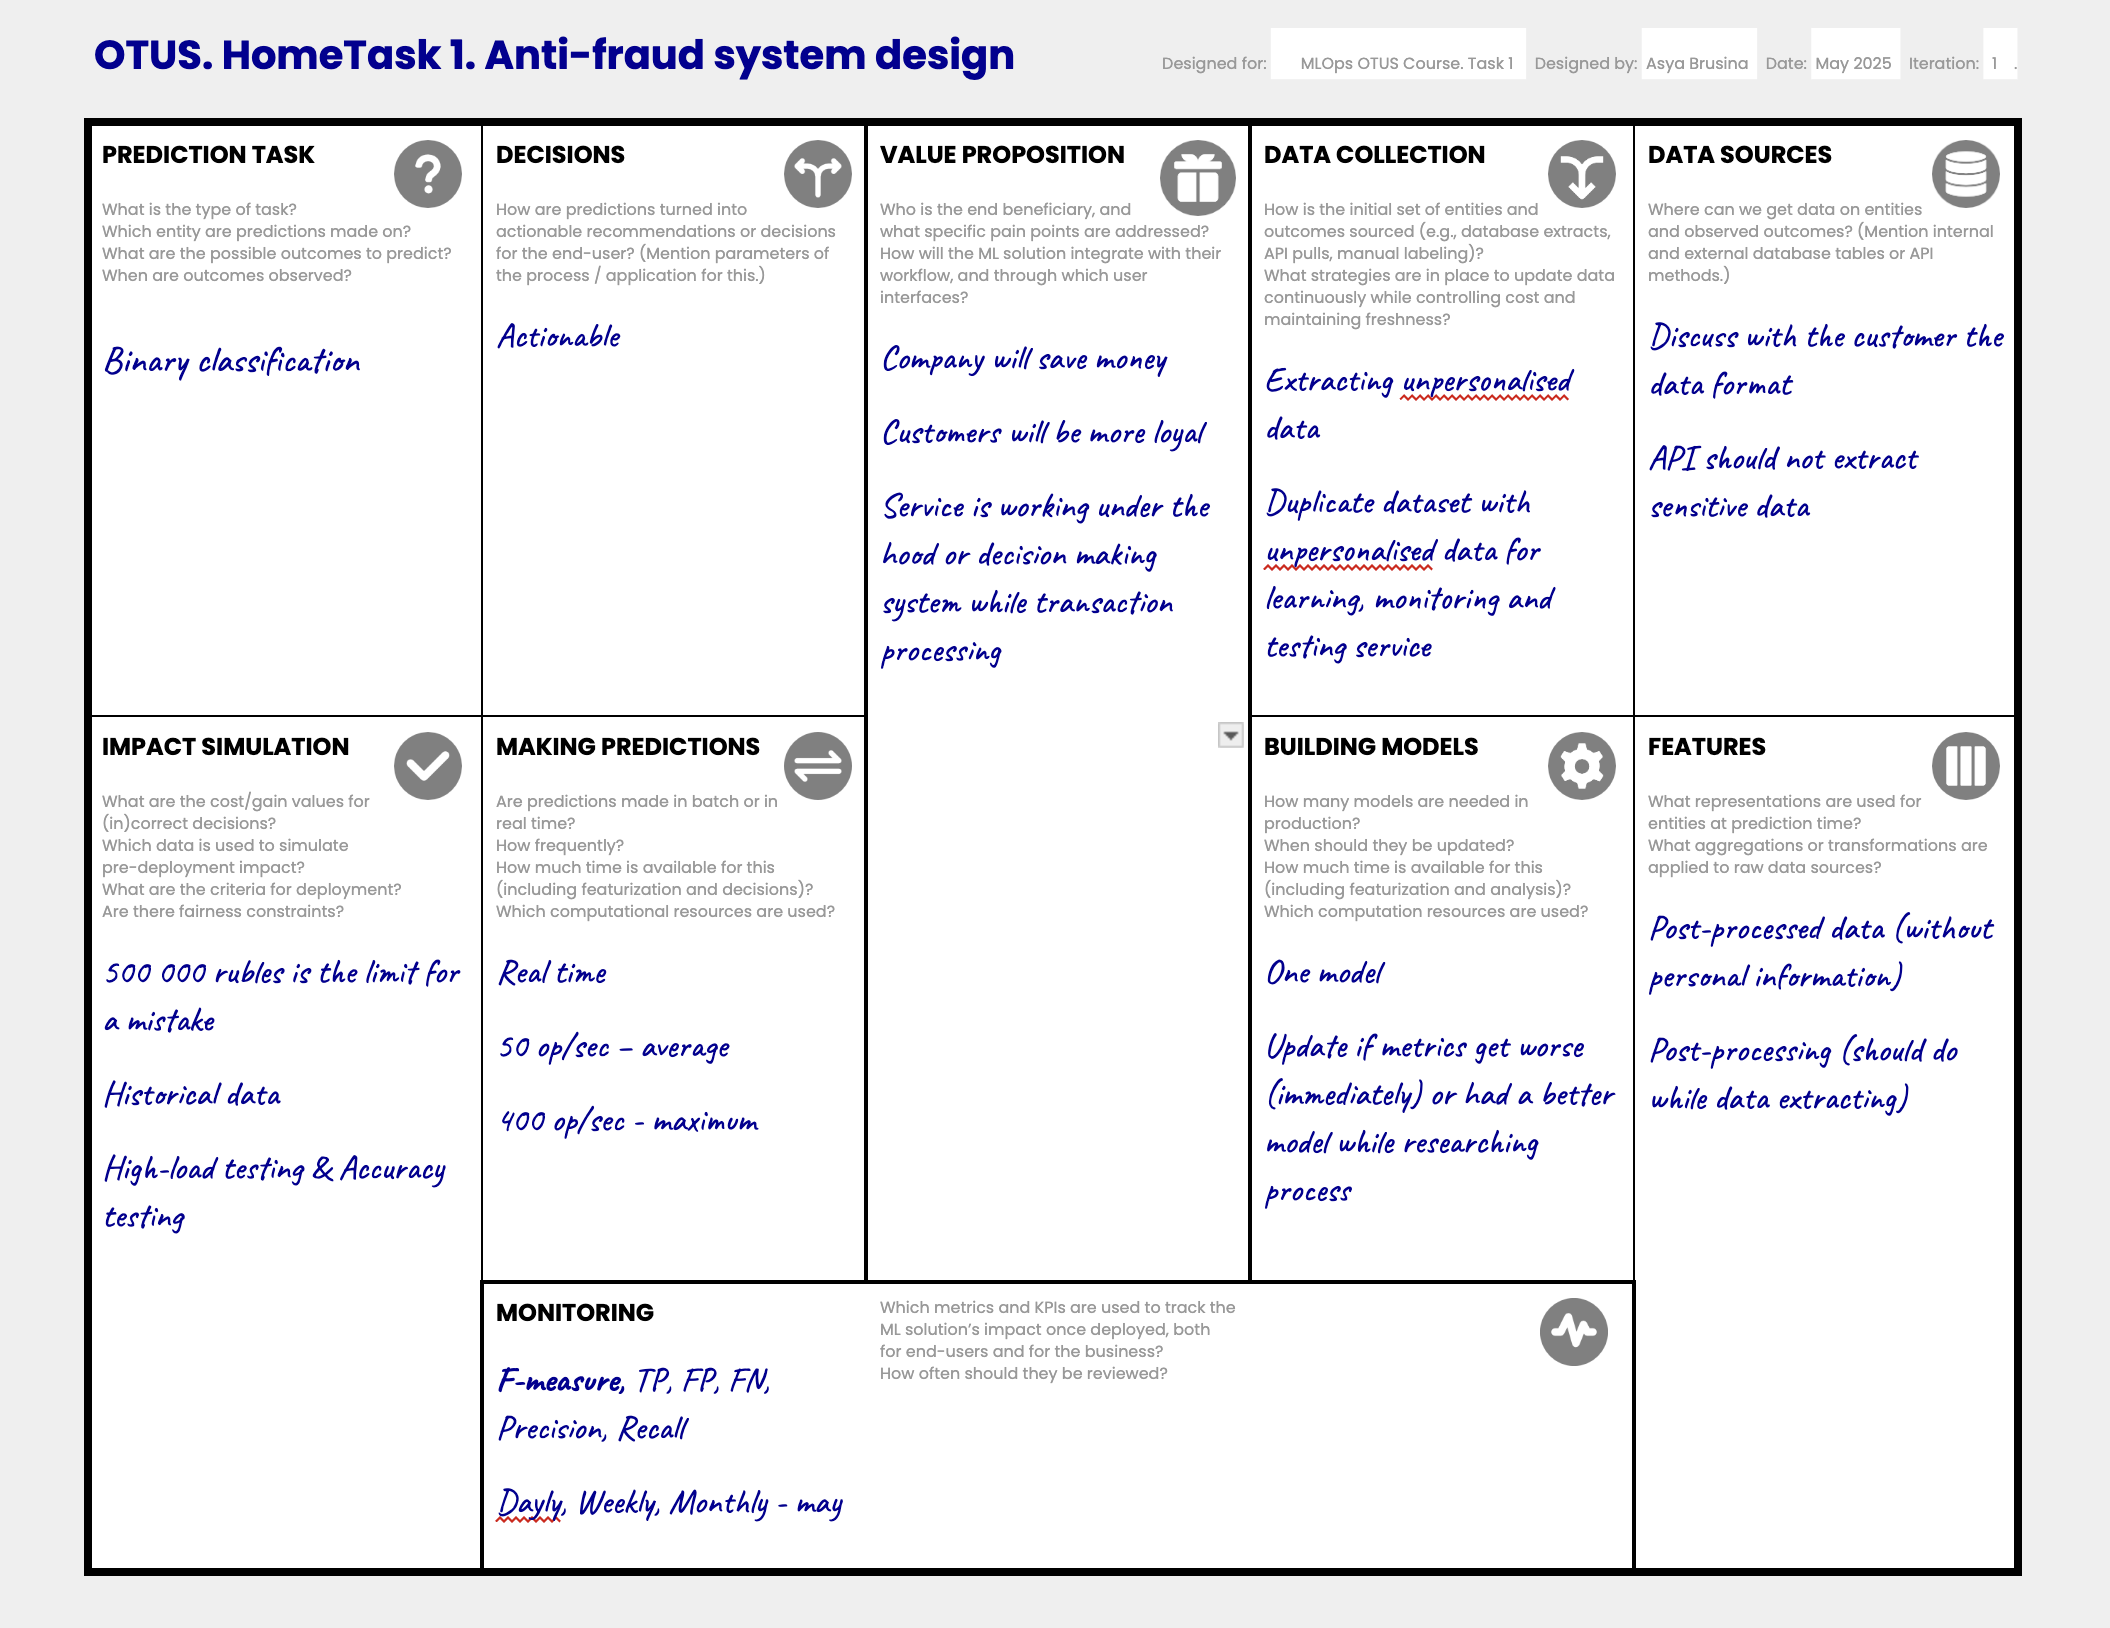 OTUS. HomeTask 1. Anti-fraud system design
Designed for: MLOps OTUS Course. Task 1 Designed by: Asya Brusina Date: May 2025 Iteration: 1 .
PREDICTION TASK
What is the type of task?
Which entity are predictions made on?
What are the possible outcomes to predict?
When are outcomes observed?
Binary classification
DECISIONS
How are predictions turned into
actionable recommendations or decisions
for the end-user? (Mention parameters of
the process / application for this.)
Actionable
VALUE PROPOSITION
Who is the end beneficiary, and
what specific pain points are addressed?
How will the ML solution integrate with their
workflow, and through which user
interfaces?
Company will save money
Customers will be more loyal
Service is working under the
hood or decision making
system while transaction
processing
DATA COLLECTION
How is the initial set of entities and
outcomes sourced (e.g., database extracts,
API pulls, manual labeling)?
What strategies are in place to update data
continuously while controlling cost and
maintaining freshness?
Extracting unpersonalised
data
Duplicate dataset with
unpersonalised data for
learning, monitoring and
testing service
DATA SOURCES
Where can we get data on entities
and observed outcomes? (Mention internal
and external database tables or API
methods.)
Discuss with the customer the
data format
API should not extract
sensitive data
IMPACT SIMULATION
What are the cost/gain values for
(in)correct decisions?
Which data is used to simulate
pre-deployment impact?
What are the criteria for deployment?
Are there fairness constraints?
500 000 rubles is the limit for
a mistake
Historical data
High-load testing & Accuracy
testing
MAKING PREDICTIONS
Are predictions made in batch or in
real time?
How frequently?
How much time is available for this
(including featurization and decisions)?
Which computational resources are used?
Real time
50 op/sec – average
400 op/sec - maximum
BUILDING MODELS
How many models are needed in
production?
When should they be updated?
How much time is available for this
(including featurization and analysis)?
Which computation resources are used?
One model
Update if metrics get worse
(immediately) or had a better
model while researching
process
FEATURES
What representations are used for
entities at prediction time?
What aggregations or transformations are
applied to raw data sources?
Post-processed data (without
personal information)
Post-processing (should do
while data extracting)
MONITORING
Which metrics and KPIs are used to track the
ML solution's impact once deployed, both
for end-users and for the business?
How often should they be reviewed?
F-measure, TP, FP, FN,
Precision, Recall
Dayly, Weekly, Monthly - may